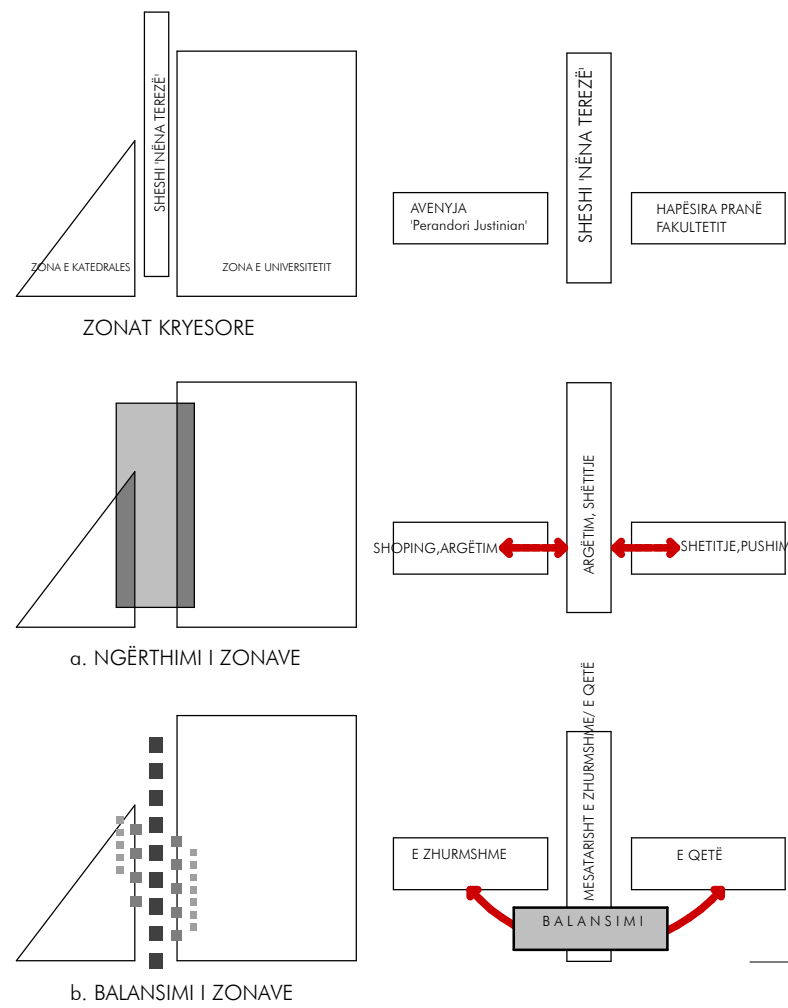 SHESHI 'NËNA TEREZË'
ZONA E KATEDRALES
ZONA E UNIVERSITETIT
ZONAT KRYESORE
AVENYJA
'Perandori Justinian'
SHESHI 'NËNA TEREZË'
HAPËSIRA PRANË
FAKULTETIT
a. NGËRTHIMI I ZONAVE
SHOPING,ARGËTIM
ARGËTIM, SHËTITJE
SHETITJE,PUSHIM
b. BALANSIMI I ZONAVE
E ZHURMSHME
MESATARISHT E ZHURMSHME/ E QETË
E QETË
BALANSIMI